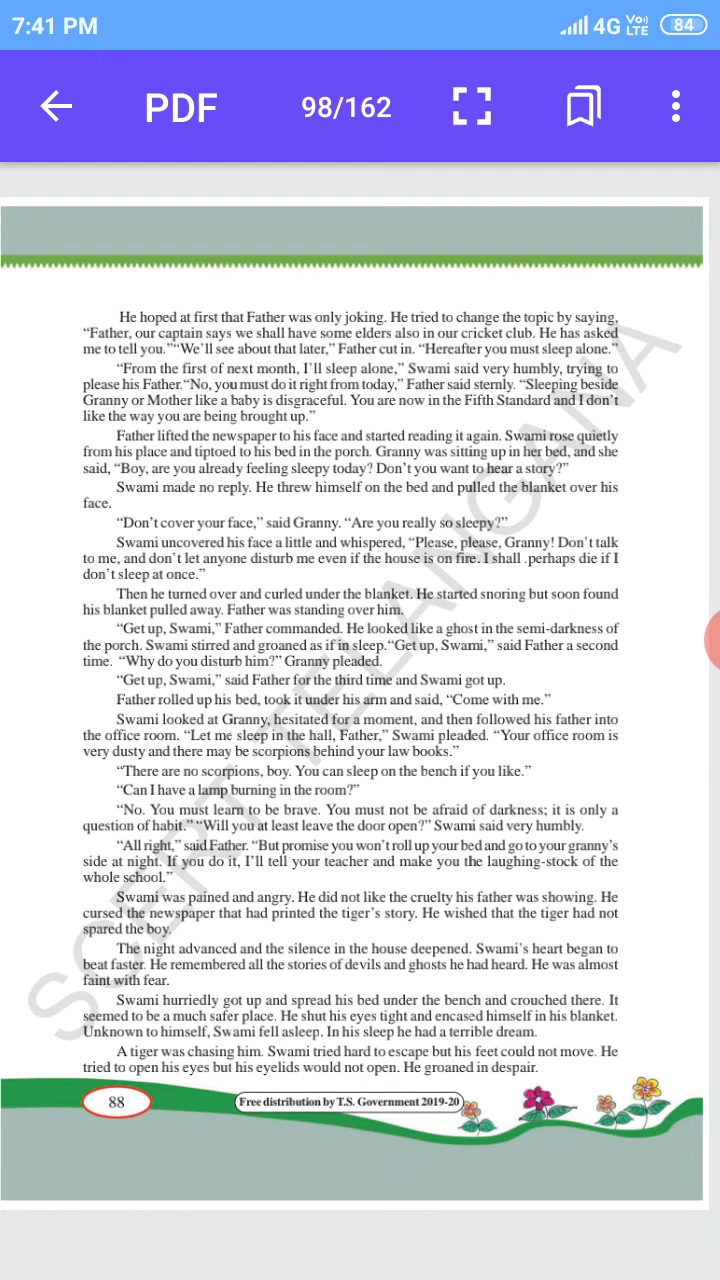 7:41 PM
4G Vo)) LTE 84
PDF 98/162
He hoped at first that Father was only joking. He tried to change the topic by saying,
“Father, our captain says we shall have some elders also in our cricket club. He has asked
me to tell you.”“We’ll see about that later,” Father cut in. “Hereafter you must sleep alone.”
“From the first of next month, I’ll sleep alone,” Swami said very humbly, trying to
please his Father.“No, you must do it right from today,” Father said sternly. “Sleeping beside
Granny or Mother like a baby is disgraceful. You are now in the Fifth Standard and I don’t
like the way you are being brought up.”
Father lifted the newspaper to his face and started reading it again. Swami rose quietly
from his place and tiptoed to his bed in the porch. Granny was sitting up in her bed, and she
said, “Boy, are you already feeling sleepy today? Don’t you want to hear a story?”
Swami made no reply. He threw himself on the bed and pulled the blanket over his
face.
“Don’t cover your face,” said Granny. “Are you really so sleepy?”
Swami uncovered his face a little and whispered, “Please, please, Granny! Don’t talk
to me, and don’t let anyone disturb me even if the house is on fire. I shall .perhaps die if I
don’t sleep at once.”
Then he turned over and curled under the blanket. He started snoring but soon found
his blanket pulled away. Father was standing over him.
“Get up, Swami,” Father commanded. He looked like a ghost in the semi-darkness of
the porch. Swami stirred and groaned as if in sleep.“Get up, Swami,” said Father a second
time. “Why do you disturb him?” Granny pleaded.
“Get up, Swami,” said Father for the third time and Swami got up.
Father rolled up his bed, took it under his arm and said, “Come with me.”
Swami looked at Granny, hesitated for a moment, and then followed his father into
the office room. “Let me sleep in the hall, Father,” Swami pleaded. “Your office room is
very dusty and there may be scorpions behind your law books.”
“There are no scorpions, boy. You can sleep on the bench if you like.”
“Can I have a lamp burning in the room?”
“No. You must learn to be brave. You must not be afraid of darkness; it is only a
question of habit.” “Will you at least leave the door open?” Swami said very humbly.
“All right,” said Father. “But promise you won’t roll up your bed and go to your granny’s
side at night. If you do it, I’ll tell your teacher and make you the laughing-stock of the
whole school.”
Swami was pained and angry. He did not like the cruelty his father was showing. He
cursed the newspaper that had printed the tiger’s story. He wished that the tiger had not
spared the boy.
The night advanced and the silence in the house deepened. Swami’s heart began to
beat faster. He remembered all the stories of devils and ghosts he had heard. He was almost
faint with fear.
Swami hurriedly got up and spread his bed under the bench and crouched there. It
seemed to be a much safer place. He shut his eyes tight and encased himself in his blanket.
Unknown to himself, Swami fell asleep. In his sleep he had a terrible dream.
A tiger was chasing him. Swami tried hard to escape but his feet could not move. He
tried to open his eyes but his eyelids would not open. He groaned in despair.
SCERT TELANGANA
88
Free distribution by T.S. Government 2019-20